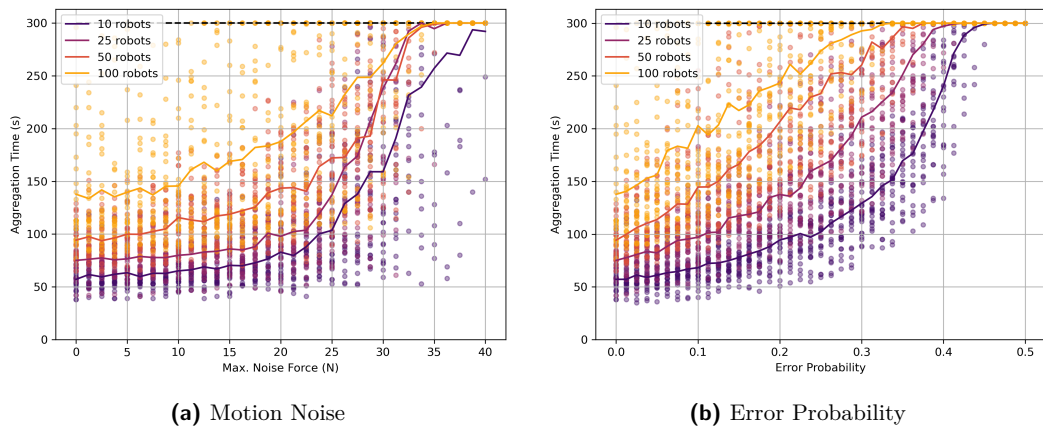 300
250
200
150
100
50
0
Aggregation Time (s)
10 robots
25 robots
50 robots
100 robots
0 5 10 15 20 25 30 35 40
Max. Noise Force (N)
(a) Motion Noise
300
250
200
150
100
50
0
Aggregation Time (s)
10 robots
25 robots
50 robots
100 robots
0.0 0.1 0.2 0.3 0.4 0.5
Error Probability
(b) Error Probability